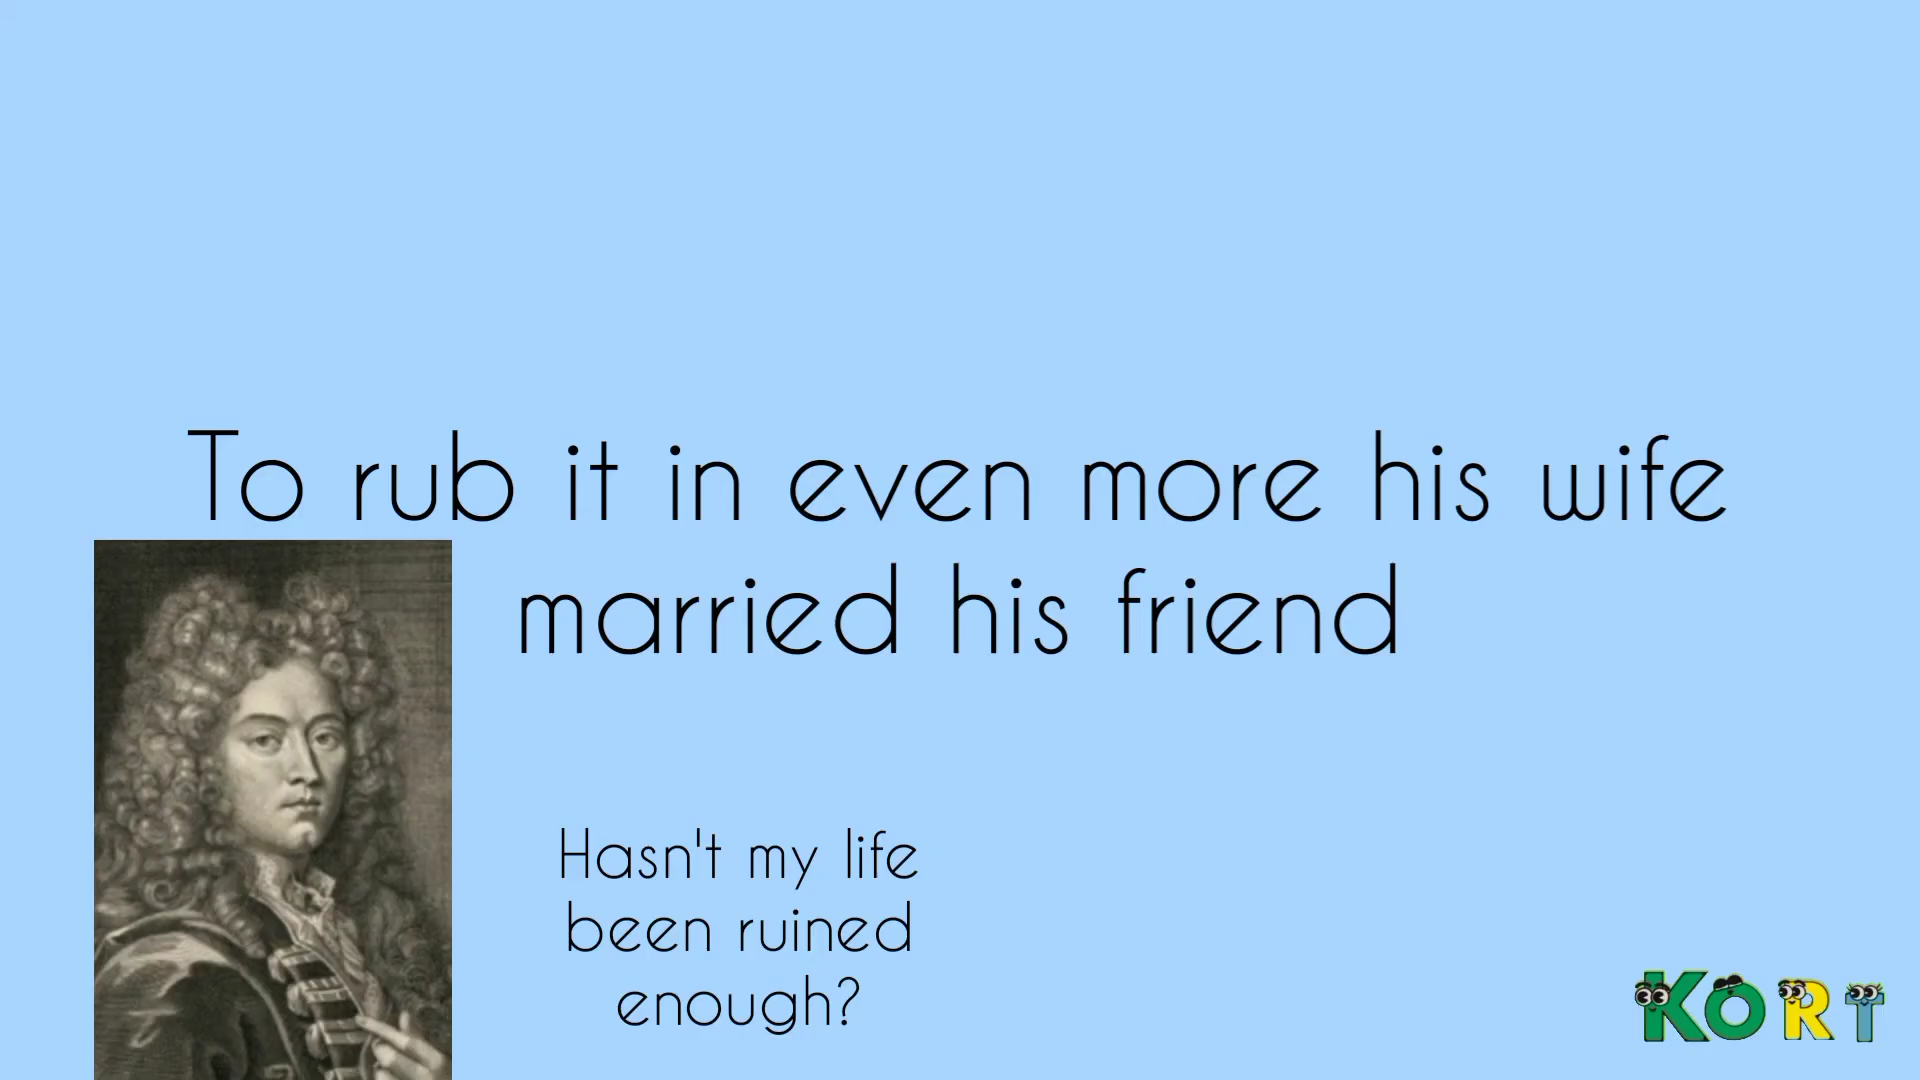 To rub it in even more his wife
married his friend
Hasn't my life
been ruined
enough?
KORT